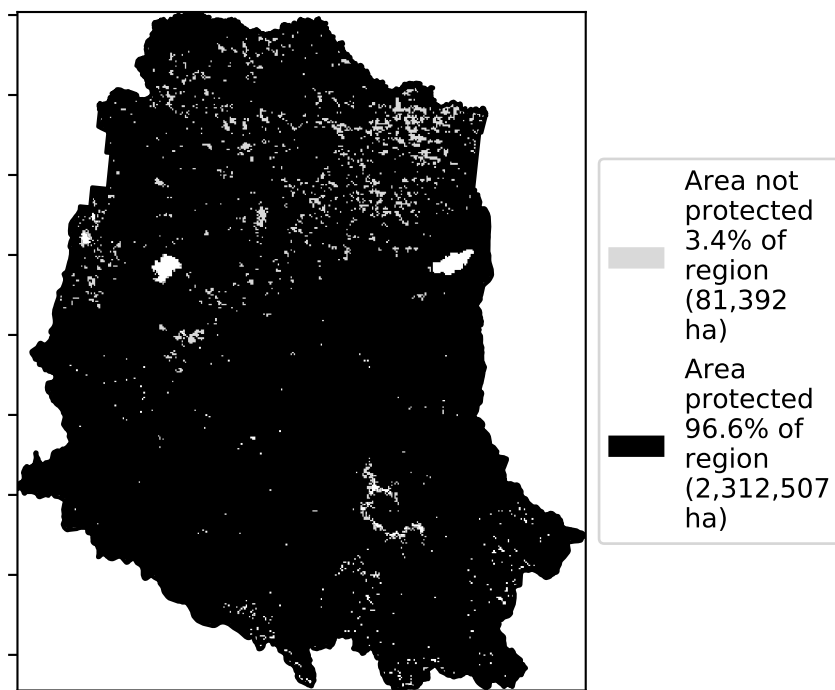 Area not
protected
3.4% of
region
(81,392
ha)
Area
protected
96.6% of
region
(2,312,507
ha)